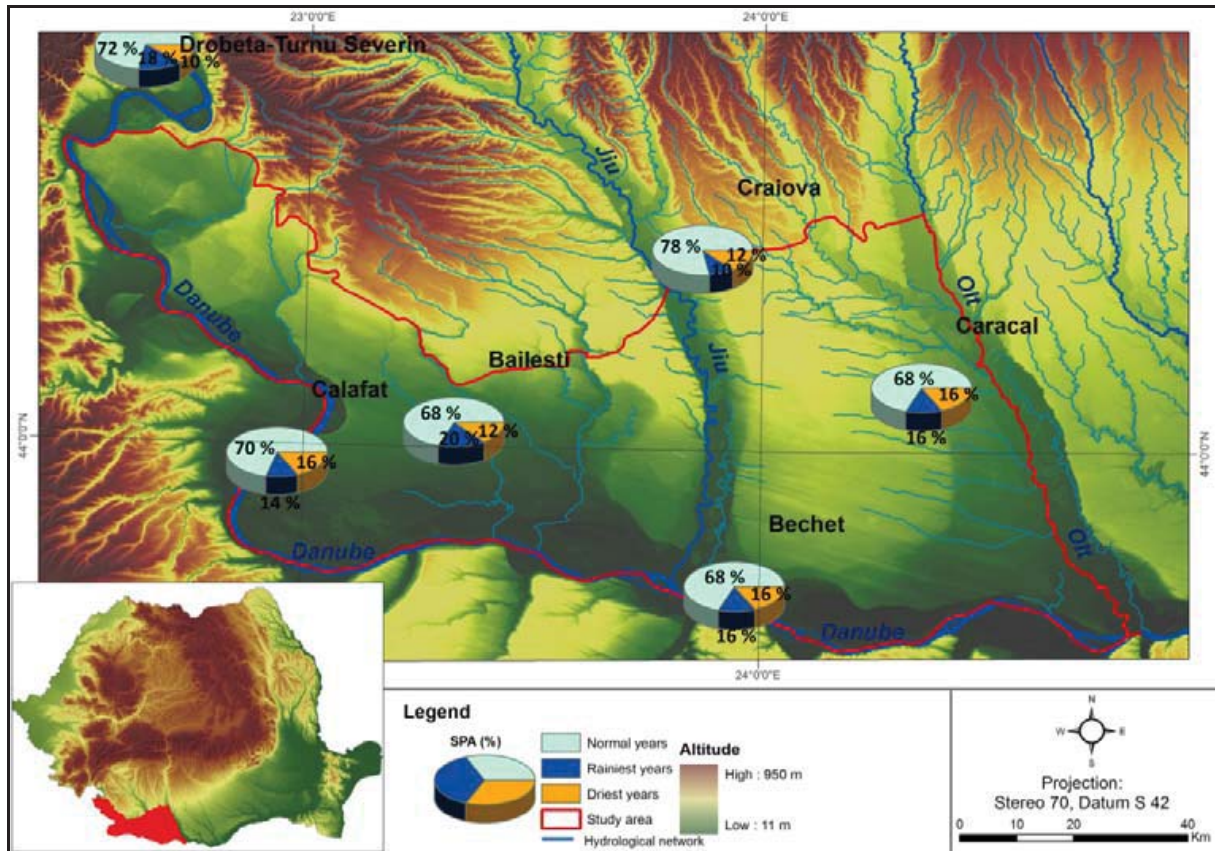 23°0'0"E
24°0'0"E
72 %
Drobeta-Turnu Severin
18 %
10 %
Jiu
Craiova
78 %
12 %
10 %
Olt
Danube
Caracal
Bailesti
Jiu
Calafat
68 %
16 %
16 %
68 %
12 %
20 %
44°0'0"N
44°0'0"N
70 %
16 %
14 %
Bechet
Olt
Danube
68 %
16 %
16 %
Danube
24°0'0"E
Legend
SPA (%)
Normal years
Rainiest years
Driest years
Study area
Hydrological network
Altitude
High : 950 m
Low : 11 m
N
W E
S
Projection:
Stereo 70, Datum S 42
0 10 20 40
Km